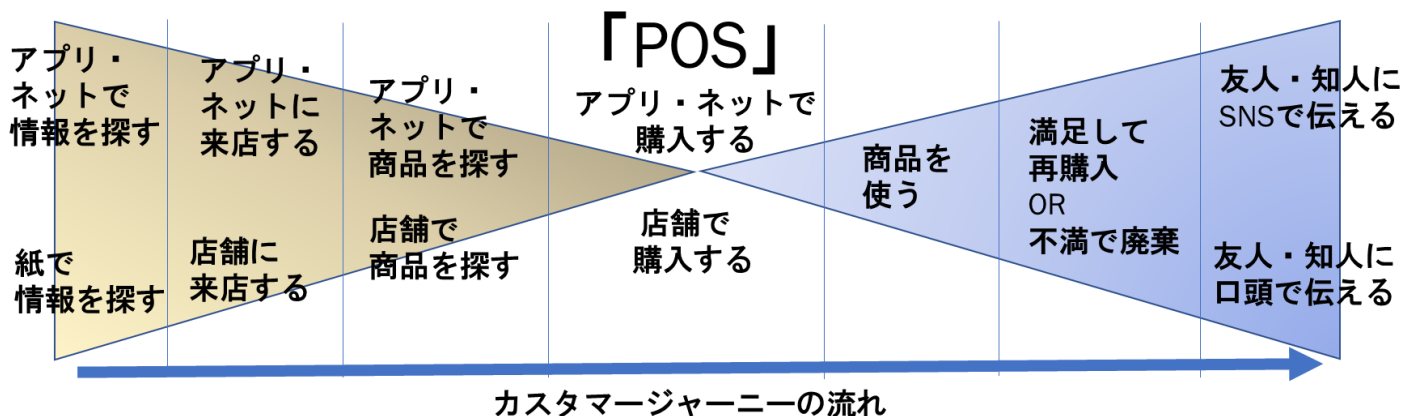 「POS」
アプリ・
ネットで
情報を探す
紙で
情報を探す
アプリ・
ネットに
来店する
店舗に
来店する
アプリ・
ネットで
商品を探す
店舗で
商品を探す
アプリ・ネットで
購入する
店舗で
購入する
商品を
使う
満足して
再購入
OR
不満で廃棄
友人・知人に
SNSで伝える
友人・知人に
口頭で伝える
カスタマージャーニーの流れ